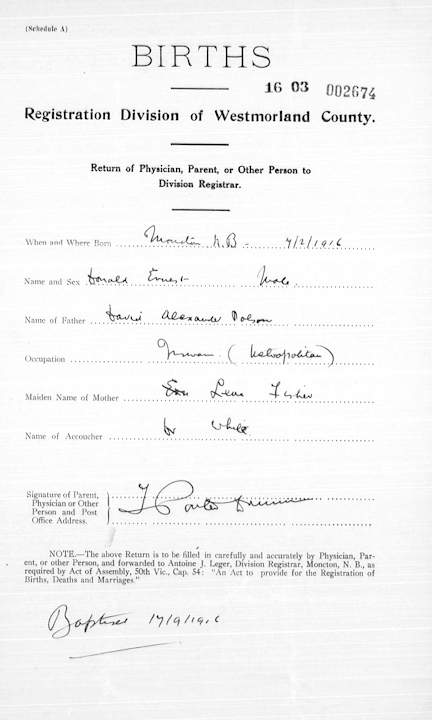 (Schedule A)
BIRTHS
16 03 002674
Registration Division of Westmorland County.
Return of Physician, Parent, or Other Person to
Division Registrar.
When and Where Born Moncton N.B - 4/2/1916
Name and Sex Donald Ernest Male.
Name of Father David Alexander Dobson
Occupation (Metropolitan)
Maiden Name of Mother Lena Fisher
Name of Accoucher Dr White
Signature of Parent,
Physician or Other
Person and Post
Office Address.
NOTE.—The above Return is to be filled in carefully and accurately by Physician, Par-
ent, or other Person, and forwarded to Antoine J. Leger, Division Registrar, Moncton, N. B., as
required by Act of Assembly, 50th Vic., Cap. 54: "An Act to provide for the Registration of
Births, Deaths and Marriages."
Baptised 17/9/1916